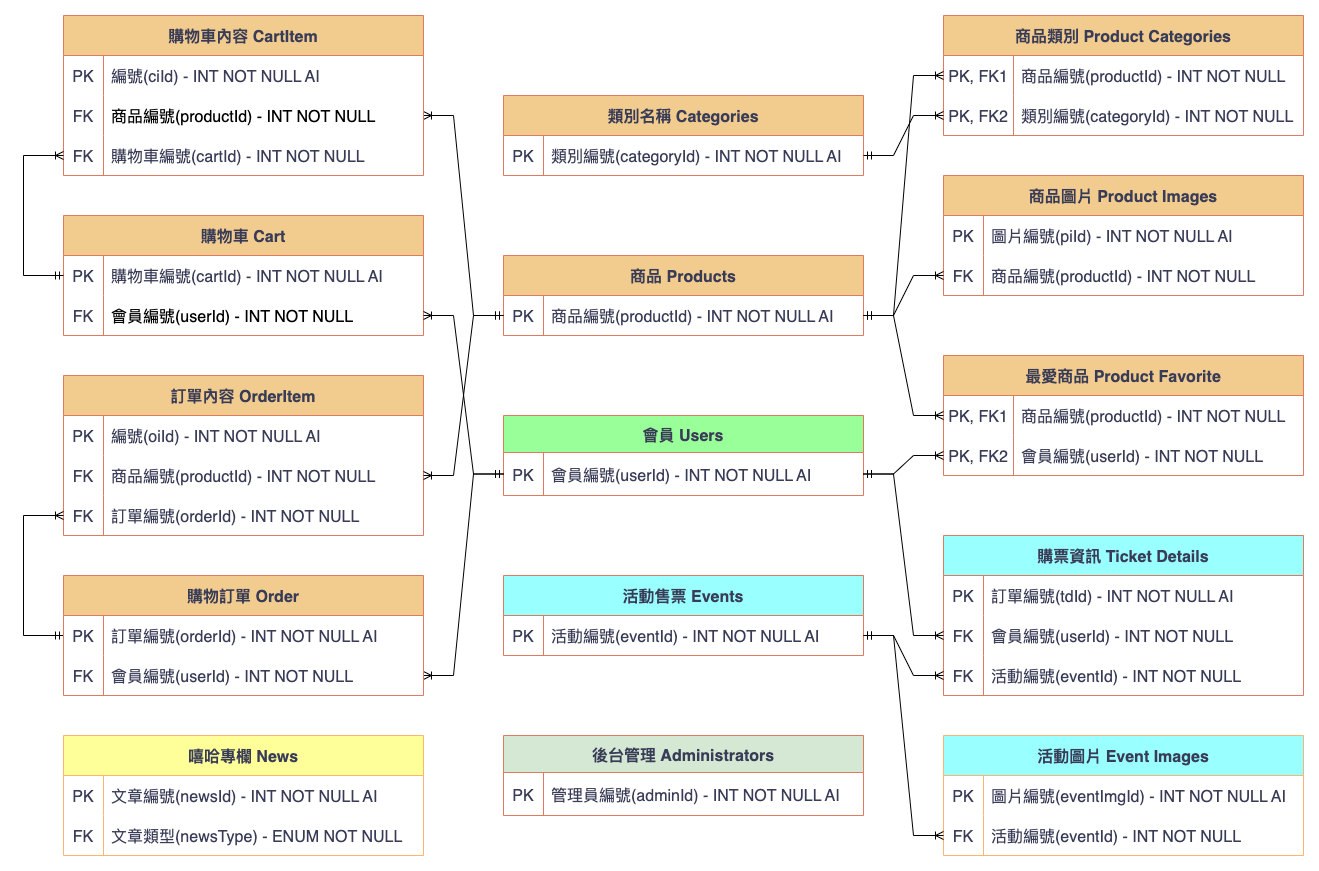 購物車內容 CartItem
PK 編號(ciId) - INT NOT NULL AI
FK 商品編號(productId) - INT NOT NULL
FK 購物車編號(cartId) - INT NOT NULL
購物車 Cart
PK 購物車編號(cartId) - INT NOT NULL AI
FK 會員編號(userId) - INT NOT NULL
訂單內容 OrderItem
PK 編號(oiId) - INT NOT NULL AI
FK 商品編號(productId) - INT NOT NULL
FK 訂單編號(orderId) - INT NOT NULL
購物訂單 Order
PK 訂單編號(orderId) - INT NOT NULL AI
FK 會員編號(userId) - INT NOT NULL
嘻哈專欄 News
PK 文章編號(newsId) - INT NOT NULL AI
FK 文章類型(newsType) - ENUM NOT NULL
類別名稱 Categories
PK 類別編號(categoryId) - INT NOT NULL AI
商品 Products
PK 商品編號(productId) - INT NOT NULL AI
會員 Users
PK 會員編號(userId) - INT NOT NULL AI
活動售票 Events
PK 活動編號(eventId) - INT NOT NULL AI
後台管理 Administrators
PK 管理員編號(adminId) - INT NOT NULL AI
商品類別 Product Categories
PK, FK1 商品編號(productId) - INT NOT NULL
PK, FK2 類別編號(categoryId) - INT NOT NULL
商品圖片 Product Images
PK 圖片編號(piId) - INT NOT NULL AI
FK 商品編號(productId) - INT NOT NULL
最愛商品 Product Favorite
PK, FK1 商品編號(productId) - INT NOT NULL
PK, FK2 會員編號(userId) - INT NOT NULL
購票資訊 Ticket Details
PK 訂單編號(tdId) - INT NOT NULL AI
FK 會員編號(userId) - INT NOT NULL
FK 活動編號(eventId) - INT NOT NULL
活動圖片 Event Images
PK 圖片編號(eventImgId) - INT NOT NULL AI
FK 活動編號(eventId) - INT NOT NULL